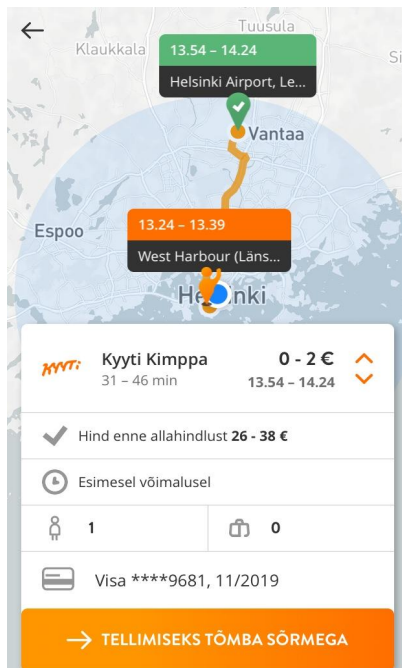 Tuusula
Klaukkala
13.54 – 14.24
Si
Helsinki Airport, Le...
Vantaa
13.24 – 13.39
Espoo
West Harbour (Läns...
Helsinki
KYYTI
Kyyti Kimppa
0 - 2 €
31 – 46 min
13.54 – 14.24
Hind enne allahindlust 26 - 38 €
Esimesel võimalusel
1
0
Visa ****9681, 11/2019
TELLIMISEKS TÕMBA SÕRMEGA